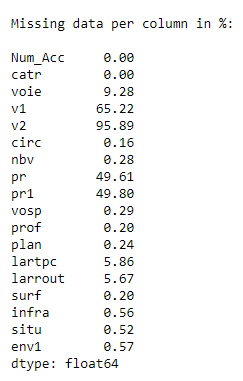 Missing data per column in %:
Num_Acc 0.00
catr 0.00
voie 9.28
v1 65.22
v2 95.89
circ 0.16
nbv 0.28
pr 49.61
pr1 49.80
vosp 0.29
prof 0.20
plan 0.24
lartpc 5.86
larrout 5.67
surf 0.20
infra 0.56
situ 0.52
env1 0.57
dtype: float64